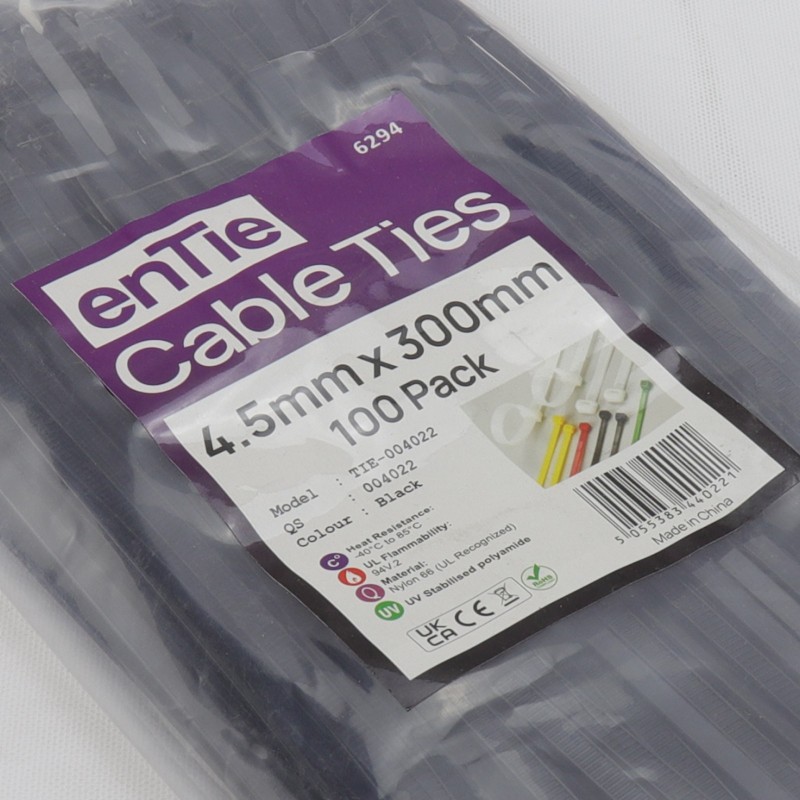 6294
enTie
Cable Ties
4.5mm x 300mm
100 Pack
Model : TIE-004022
QS : 004022
Colour : Black
C° Heat Resistance:
-40°C to 85°C
UL Flammability:
94V.2
Material:
Nylon 66 (UL Recognized)
UV UV Stabilised polyamide
UK
CA CE RoHS
5 055383 440221
Made in China